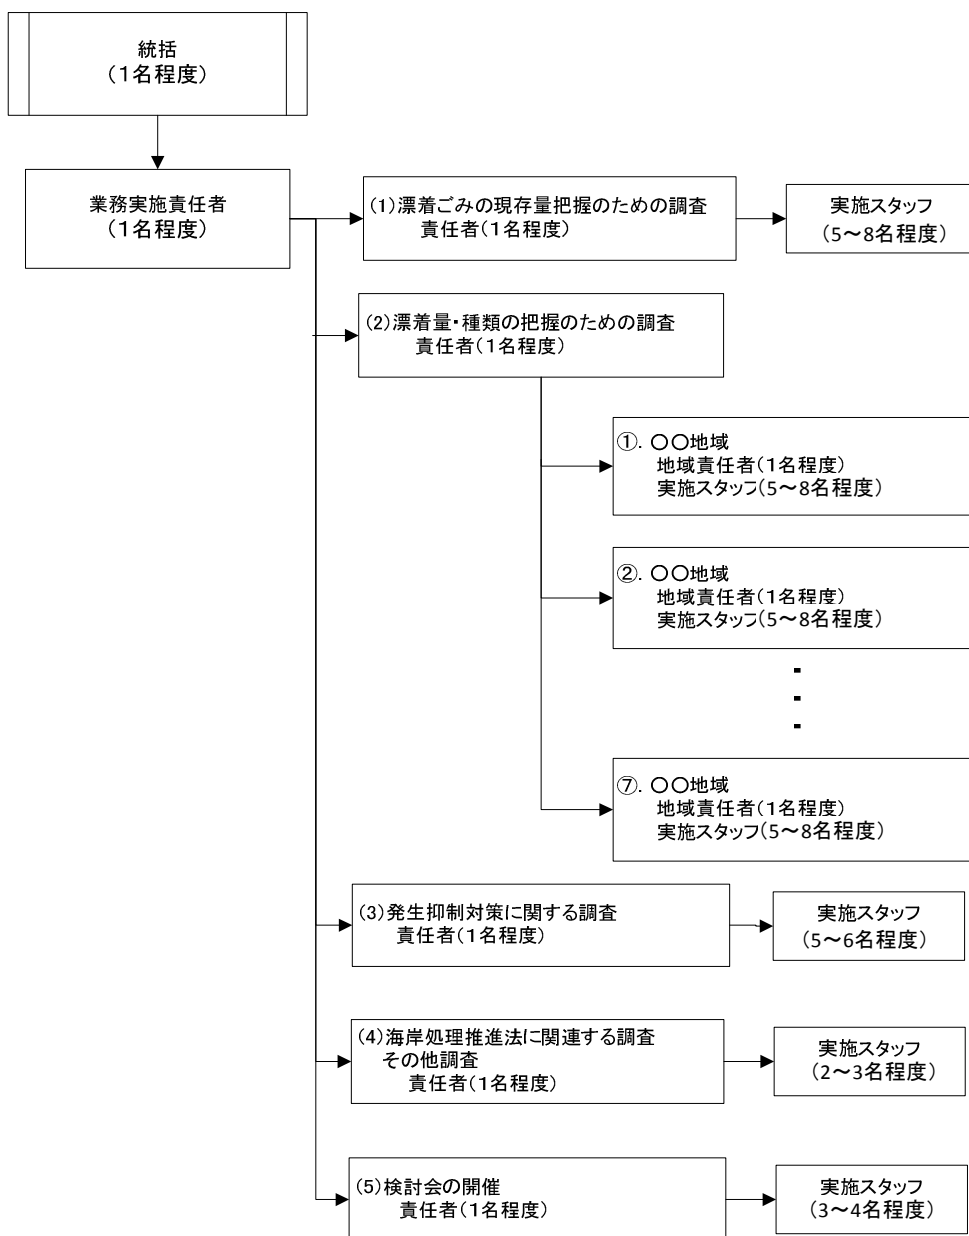 統括
(1名程度)
業務実施責任者
(1名程度)
(1)漂着ごみの現存量把握のための調査
責任者(1名程度)
実施スタッフ
(5～8名程度)
(2)漂着量・種類の把握のための調査
責任者(1名程度)
①. 〇〇地域
地域責任者(1名程度)
実施スタッフ(5～8名程度)
②. 〇〇地域
地域責任者(1名程度)
実施スタッフ(5～8名程度)
・
・
・
⑦. 〇〇地域
地域責任者(1名程度)
実施スタッフ(5～8名程度)
(3)発生抑制対策に関する調査
責任者(1名程度)
実施スタッフ
(5～6名程度)
(4)海岸処理推進法に関連する調査
その他調査
責任者(1名程度)
実施スタッフ
(2～3名程度)
(5)検討会の開催
責任者(1名程度)
実施スタッフ
(3～4名程度)